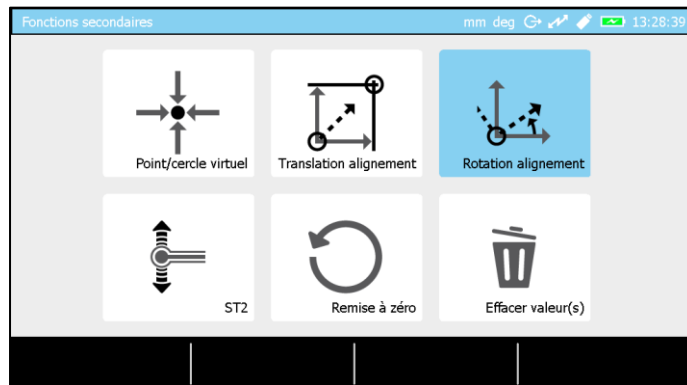 Fonctions secondaires
mm deg 13:28:39
Point/cercle virtuel
Translation alignement
Rotation alignement
ST2
Remise à zéro
Effacer valeur(s)